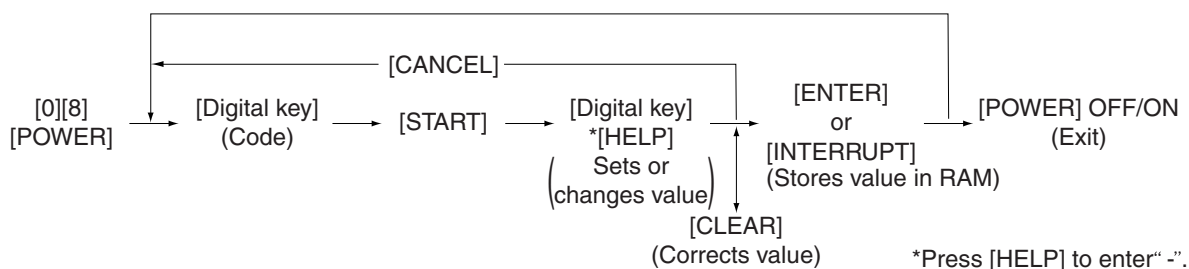 [CANCEL]
[0][8]
[POWER]
[Digital key]
(Code)
[START]
[Digital key]
*[HELP]
Sets or
changes value
[ENTER]
or
[INTERRUPT]
(Stores value in RAM)
[POWER] OFF/ON
(Exit)
[CLEAR]
(Corrects value)
*Press [HELP] to enter“ -”.